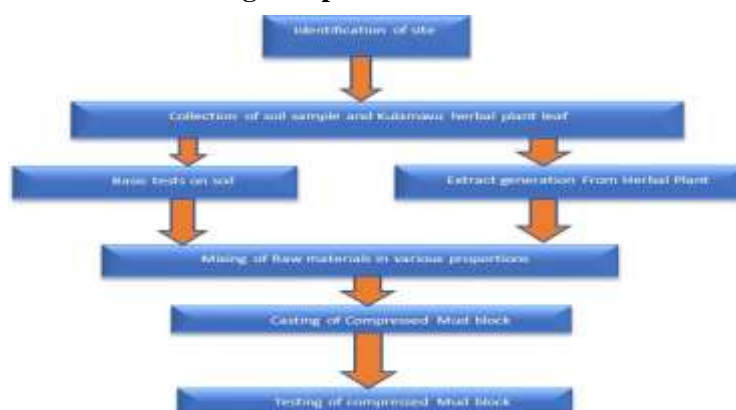 Identification of site
Collection of soil sample and Kulamavu herbal plant leaf
Basic tests on soil
Extract generation From Herbal Plant
Mixing of Raw materials in various proportions
Casting of Compressed Mud block
Testing of compressed Mud block